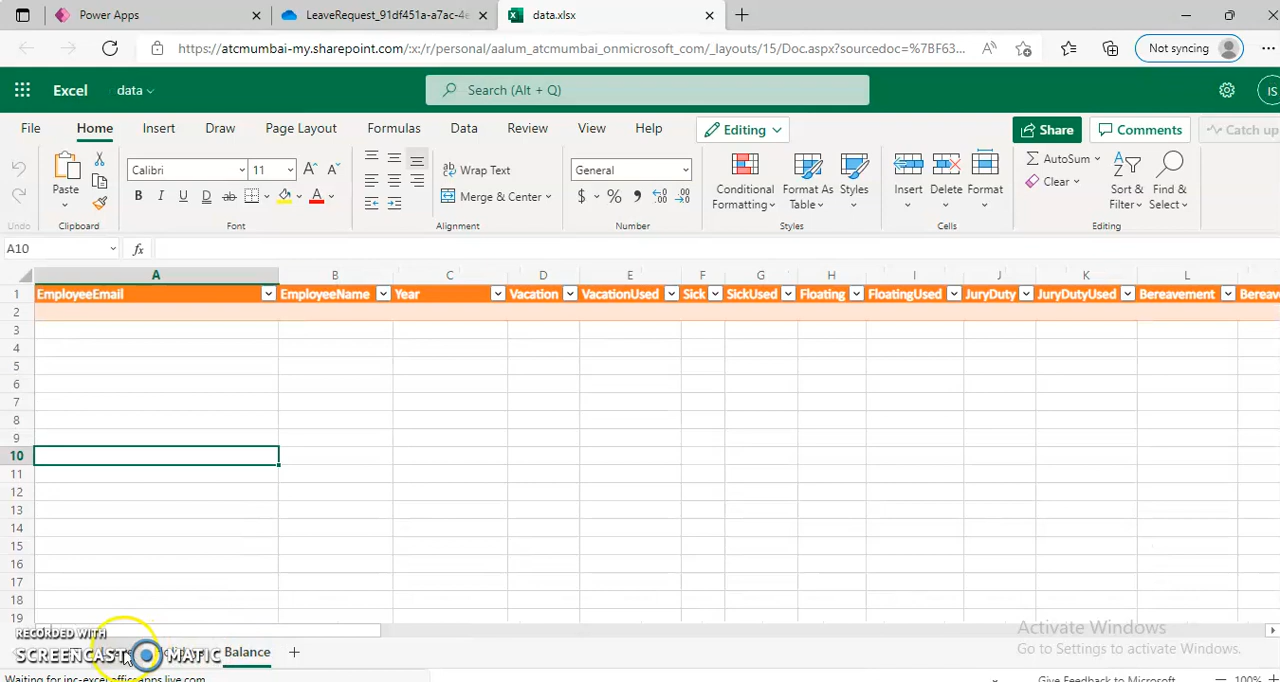 Power Apps
LeaveRequest_91df451a-a7ac-4e
data.xlsx
https://atcmumbai-my.sharepoint.com/:x:/r/personal/aalum_atcmumbai_onmicrosoft_com/_layouts/15/Doc.aspx?sourcedoc=%7BF63...
Not syncing
Excel data
Search (Alt + Q)
IS
File Home Insert Draw Page Layout Formulas Data Review View Help Editing Share Comments Catch up
Paste Calibri 11 Wrap Text General Conditional Formatting Format As Table Styles Insert Delete Format AutoSum Sort & Filter Find & Select
B I U D ab A Merge & Center $ % Clear
Undo Clipboard Font Alignment Number Styles Cells Editing
A10 fx
A B C D E F G H I J K L
1 EmployeeEmail EmployeeName Year Vacation VacationUsed Sick SickUsed Floating FloatingUsed JuryDuty JuryDutyUsed Bereavement Bereav
2
3
4
5
6
7
8
9
10
11
12
13
14
15
16
17
18
19
RECORDED WITH
SCREENCAST MATIC
Balance
Activate Windows
Go to Settings to activate Windows.
Waiting for inc-excel.officeapps.live.com
Give Feedback to Microsoft 100%